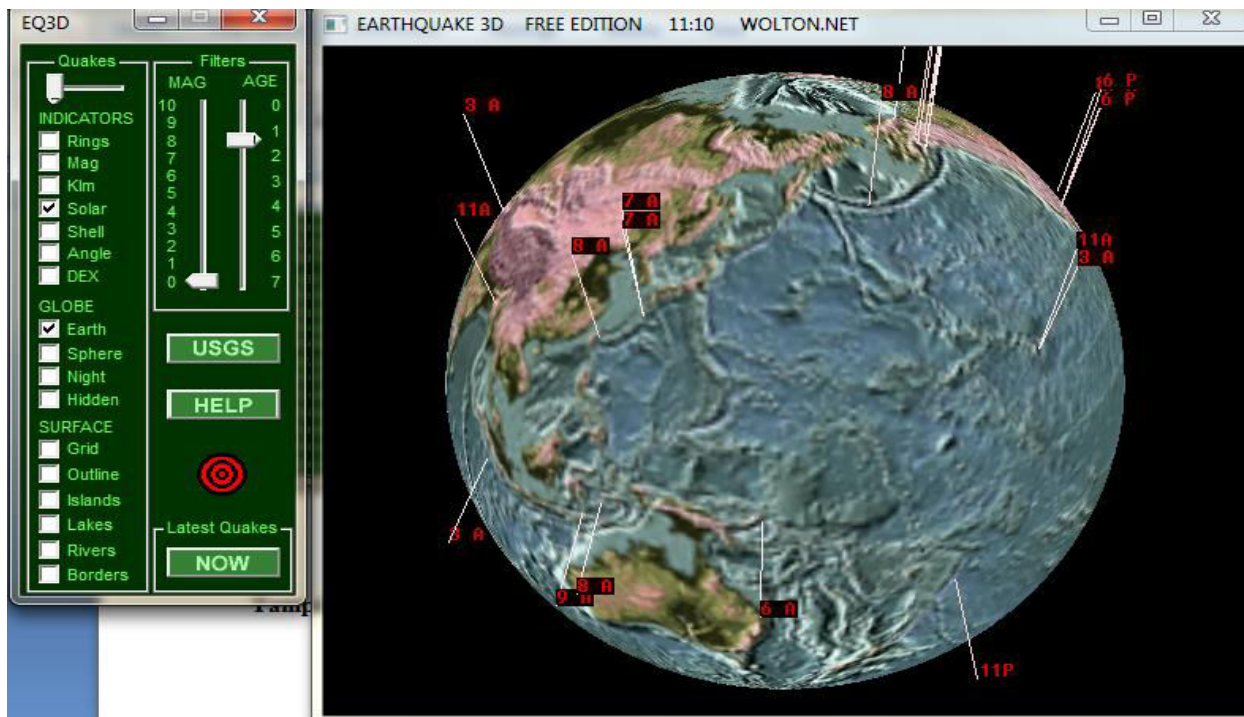 EQ3D
Quakes
INDICATORS
Rings
Mag
Klm
Solar
Shell
Angle
DEX
GLOBE
Earth
Sphere
Night
Hidden
SURFACE
Grid
Outline
Islands
Lakes
Rivers
Borders
Filters
MAG AGE
10
9
8
7
6
5
4
3
2
1
0
0
1
2
3
4
5
6
7
USGS
HELP
Latest Quakes
NOW
EARTHQUAKE 3D FREE EDITION 11:10 WOLTON.NET
8 A
6 P
6 P
3 A
7 A
7 A
11A
8 A
11A
3 A
3 A
8 A
9 A
6 A
11P